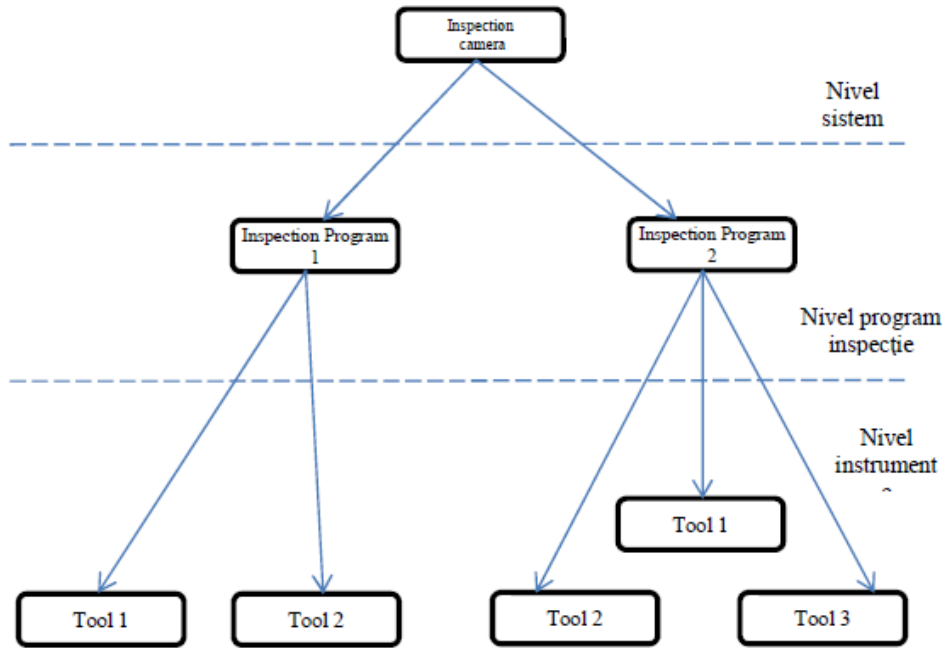 Inspection
camera
Nivel
sistem
Inspection Program
1
Inspection Program
2
Nivel program
inspecție
Nivel
instrument
Tool 1
Tool 1
Tool 2
Tool 2
Tool 3